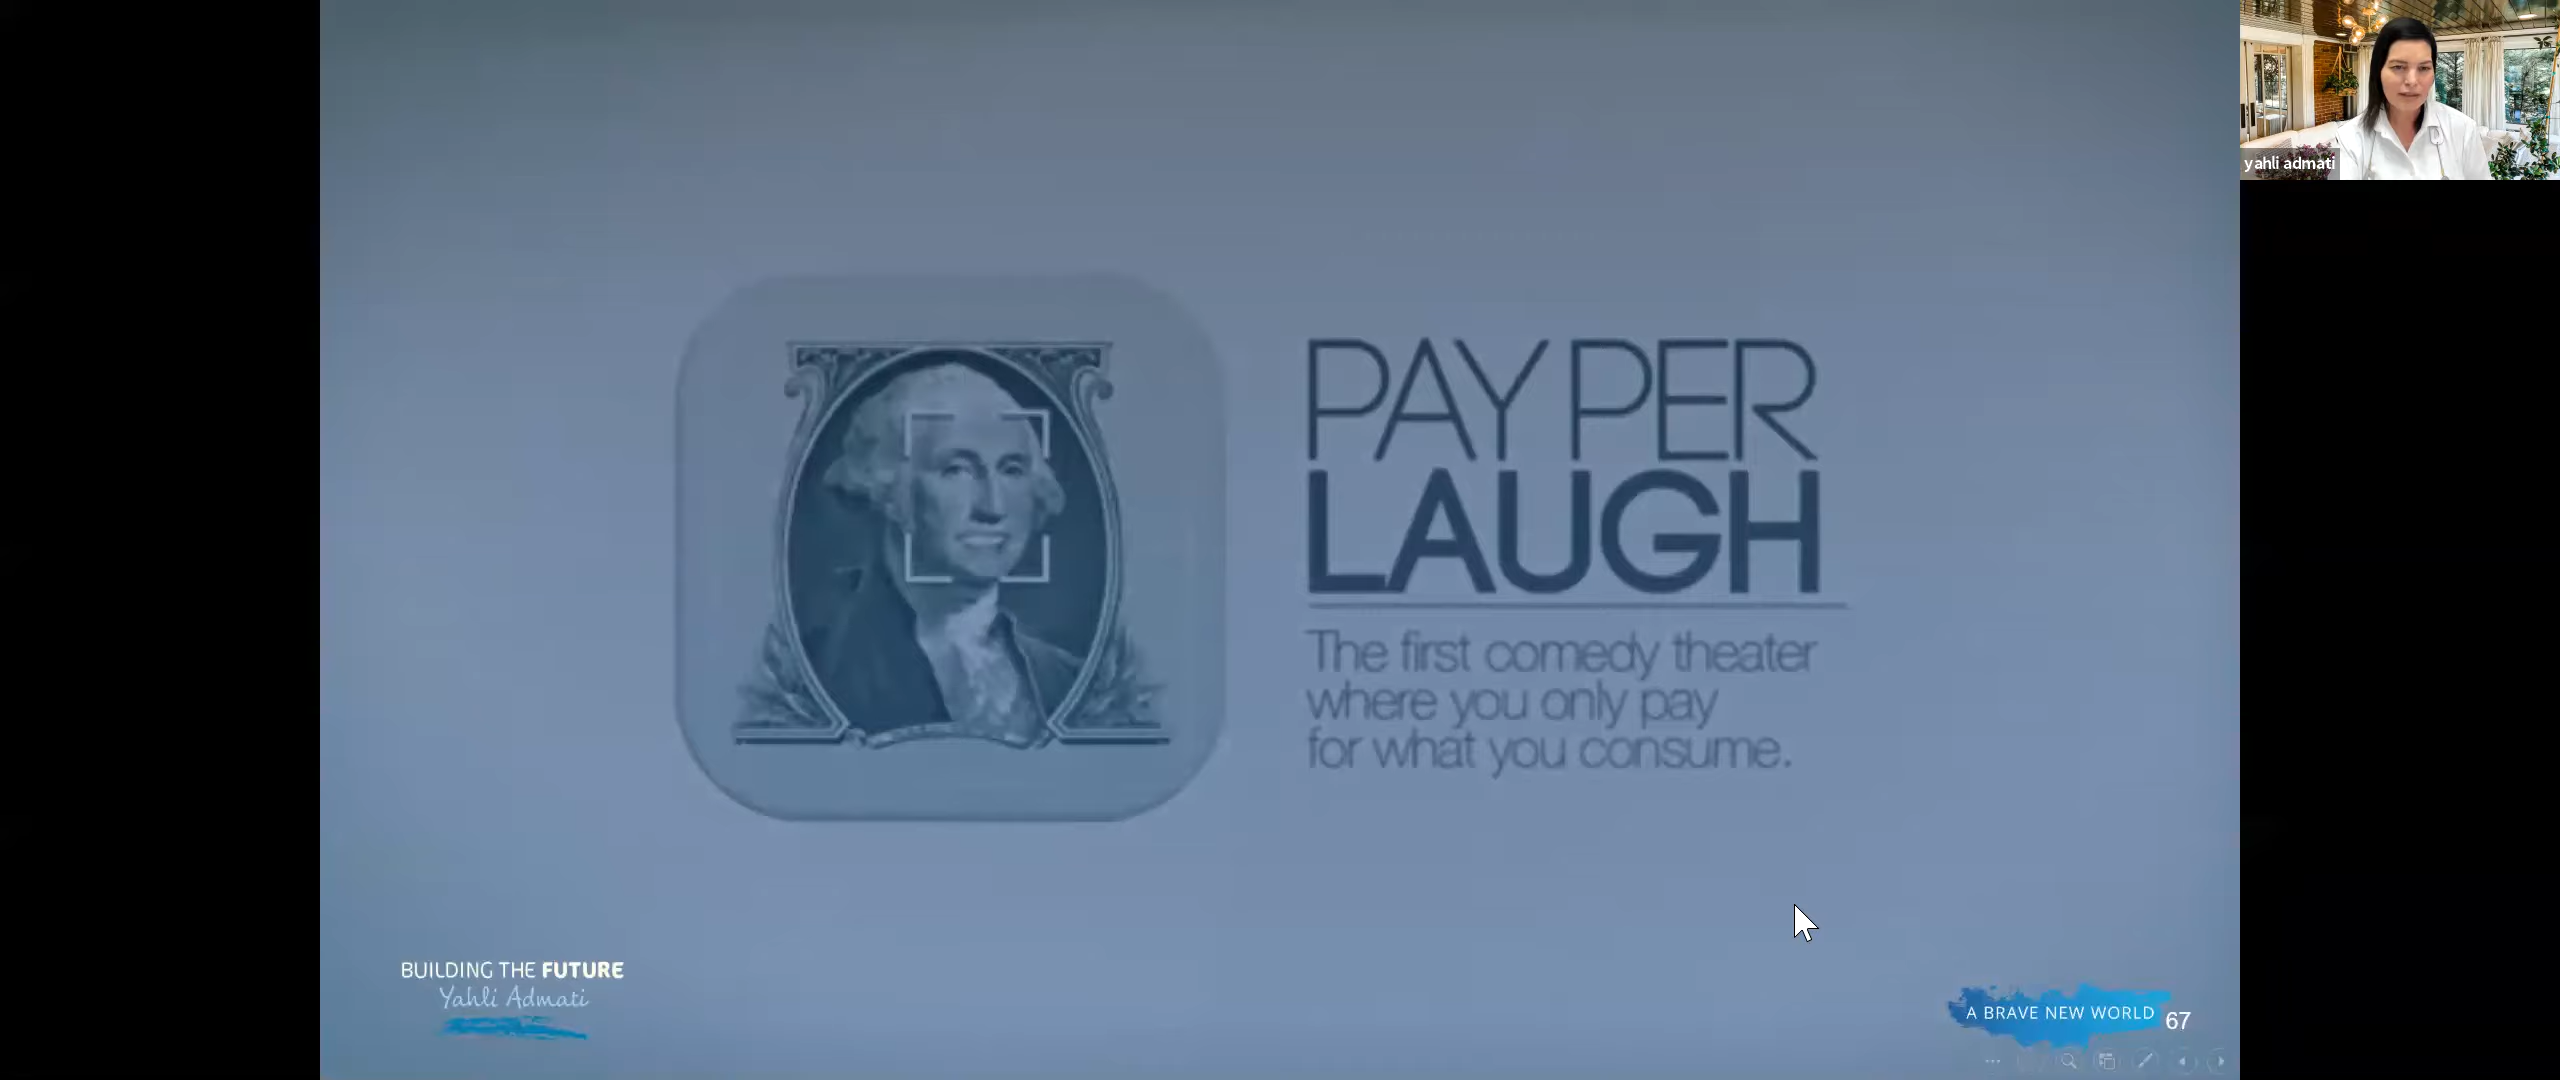 yahli admati
PAY PER
LAUGH
The first comedy theater
where you only pay
for what you consume.
BUILDING THE FUTURE
Yahli Admati
A BRAVE NEW WORLD
67